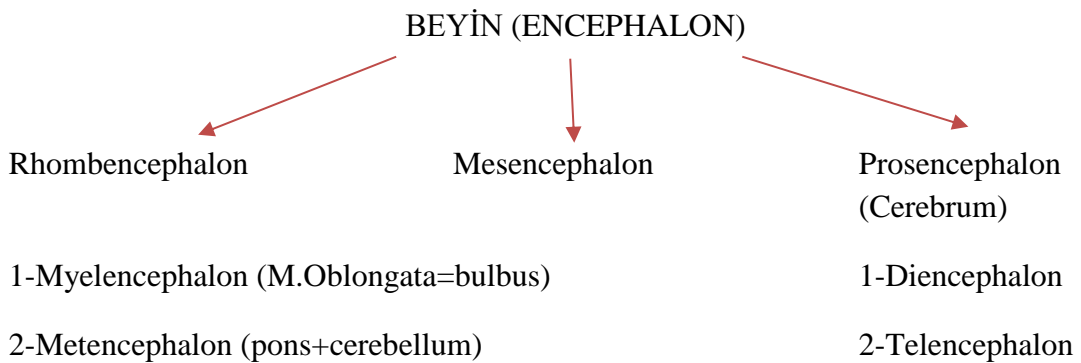 BEYİN (ENCEPHALON)
Rhombencephalon Mesencephalon Prosencephalon
(Cerebrum)
1-Myelencephalon (M.Oblongata=bulbus) 1-Diencephalon
2-Metencephalon (pons+cerebellum) 2-Telencephalon